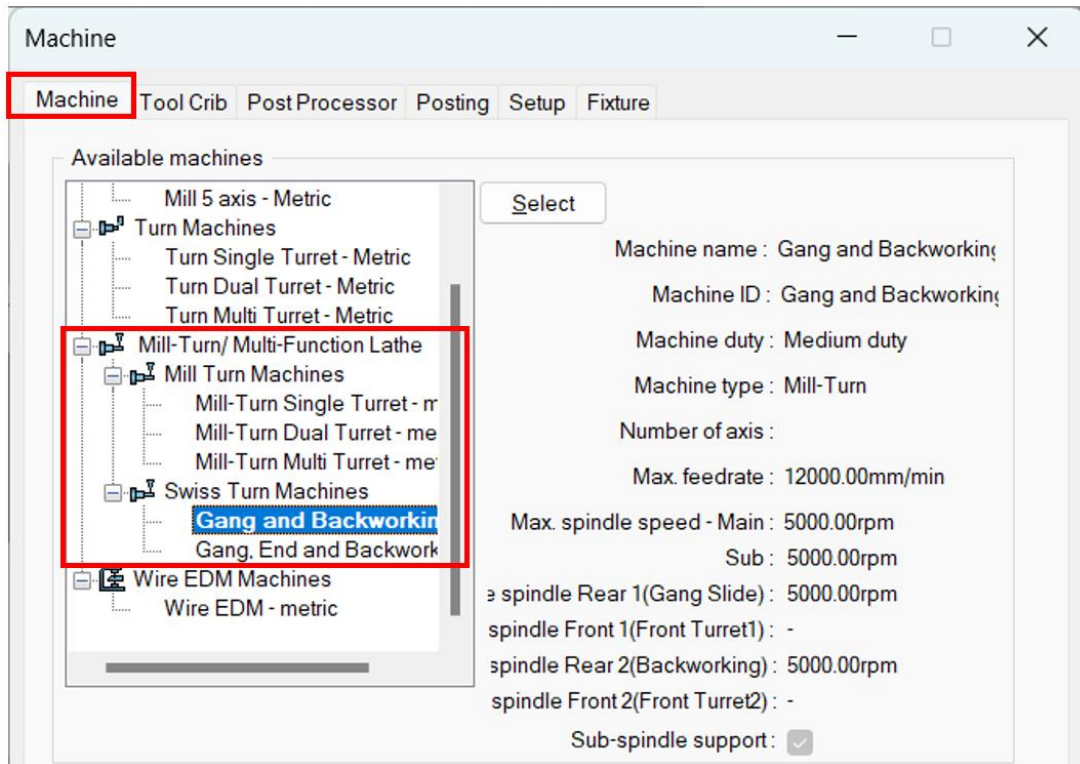 Machine
Machine Tool Crib Post Processor Posting Setup Fixture
Available machines
Mill 5 axis - Metric
Turn Machines
Turn Single Turret - Metric
Turn Dual Turret - Metric
Turn Multi Turret - Metric
Mill-Turn/ Multi-Function Lathe
Mill Turn Machines
Mill-Turn Single Turret - m
Mill-Turn Dual Turret - me
Mill-Turn Multi Turret - me
Swiss Turn Machines
Gang and Backworkin
Gang, End and Backwork
Wire EDM Machines
Wire EDM - metric
Select
Machine name : Gang and Backworking
Machine ID : Gang and Backworking
Machine duty : Medium duty
Machine type : Mill-Turn
Number of axis :
Max. feedrate : 12000.00mm/min
Max. spindle speed - Main : 5000.00rpm
Sub : 5000.00rpm
e spindle Rear 1(Gang Slide) : 5000.00rpm
spindle Front 1(Front Turret1) : -
spindle Rear 2(Backworking) : 5000.00rpm
spindle Front 2(Front Turret2) : -
Sub-spindle support :